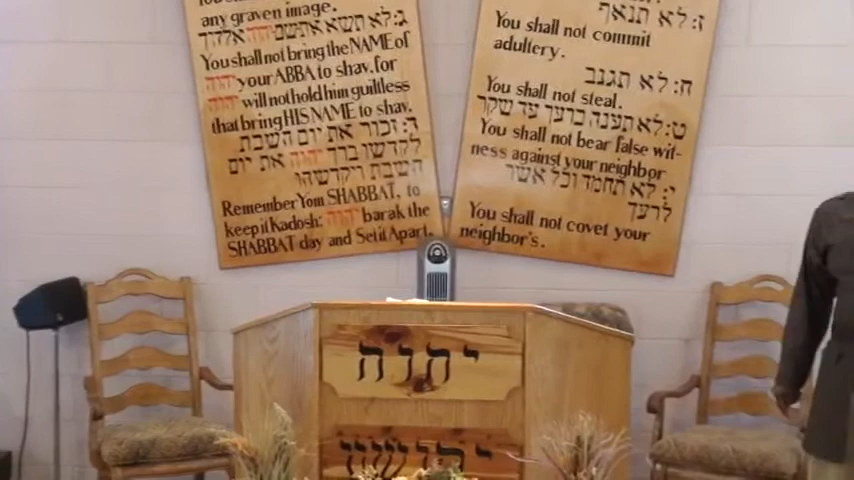 any graven image.
ג:לא תשא את שם
יהוה אלהיך
You shall not bring the NAME of
יהוה your ABBA to shav, for
יהוה will not hold him guiltless
that brings HIS NAME to shav.
ד:זכור את יום השבת
לקדשו כי ברך יהוה את
יום השבת ויקדשהו
Remember Yom SHABBAT, to
keep it kadosh: יהוה barak the
SHABBAT day and set it Apart.
ז:לא תנאף
You shall not commit
adultery.
ח:לא תגנב
You shall not steal.
ט:לא תענה ברעך עד שקר
You shall not bear false wit-
ness against your neighbor.
י:לא תחמד וכל אשר
לרעך
You shall not covet your
neighbor's.
יהוה
יהושה